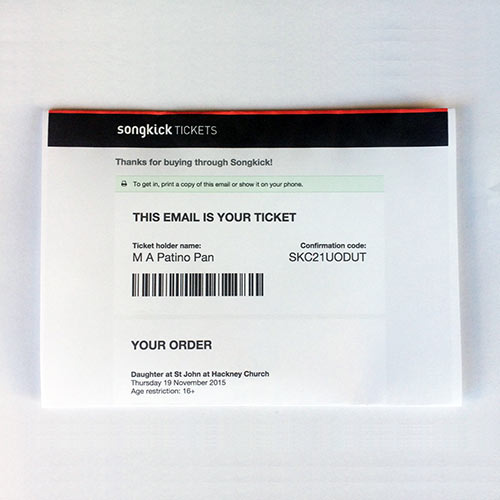 songkick TICKETS
Thanks for buying through Songkick!
To get in, print a copy of this email or show it on your phone.
THIS EMAIL IS YOUR TICKET
Ticket holder name: Confirmation code:
M A Patino Pan SKC21UODUT
YOUR ORDER
Daughter at St John at Hackney Church
Thursday 19 November 2015
Age restriction: 16+